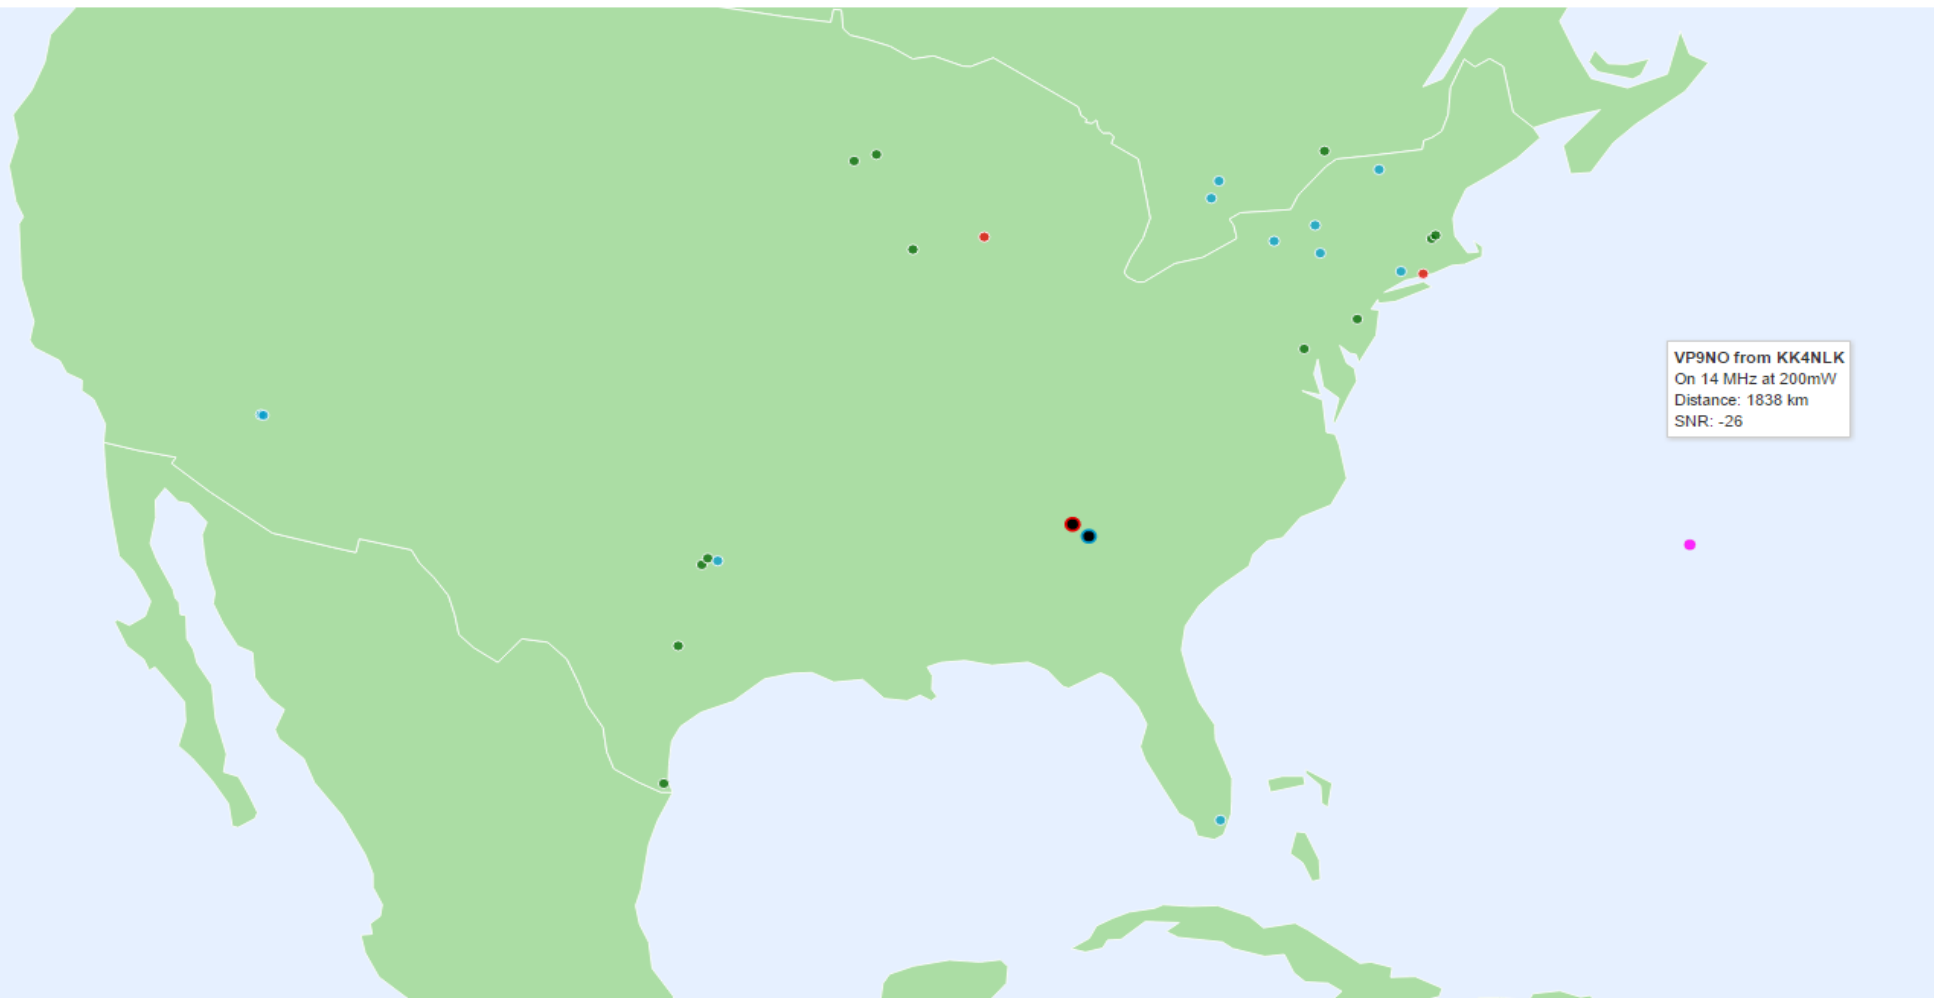 VP9NO from KK4NLK
On 14 MHz at 200mW
Distance: 1838 km
SNR: -26